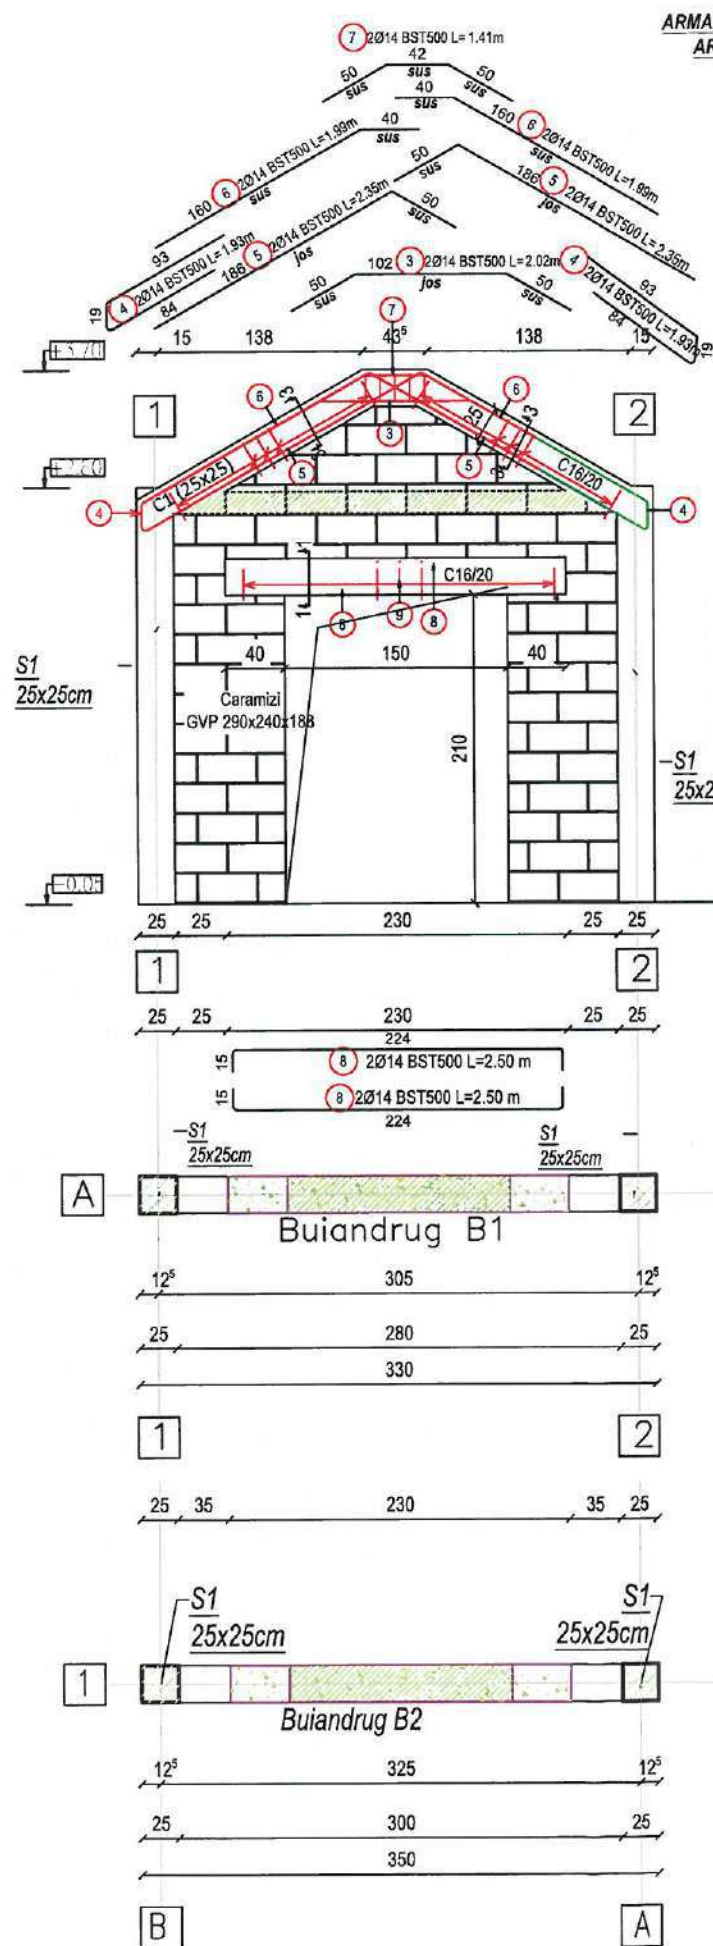 ARMA
AR
7 2Ø14 BST500 L= 1.41m
50 sus 42 sus 50 sus
40 sus
40 sus
160 6 2Ø14 BST500 L=1.99m
sus
160 6 2Ø14 BST500 L=1.99m
sus
50
50
186 5 2Ø14 BST500 L=2.35m
jos
186 5 2Ø14 BST500 L=2.35m
jos
93
19 4 2Ø14 BST500 L=1.93m
84
50 sus 102 3 2Ø14 BST500 L=2.02m jos 50 sus
4 2Ø14 BST500 L=1.93m
93
84
19
15 138 43⁵ 138 15
7
1 6 3 6 2
C1 (25x25)
5
25
5
C16/20
4 4
C16/20
8 9 8
40 150 40
S1
25x25cm
Caramizi
GVP 290x240x188
210
S1
25x2
-0.05
25 25 230 25 25
1 2
25 25 230 25 25
224
15 8 2Ø14 BST500 L=2.50 m
15 8 2Ø14 BST500 L=2.50 m
224
S1
25x25cm
S1
25x25cm
A
Buiandrug B1
12⁵ 305 12⁵
25 280 25
330
1 2
25 35 230 35 25
S1
25x25cm
S1
25x25cm
1
Buiandrug B2
12⁵ 325 12⁵
25 300 25
350
B A